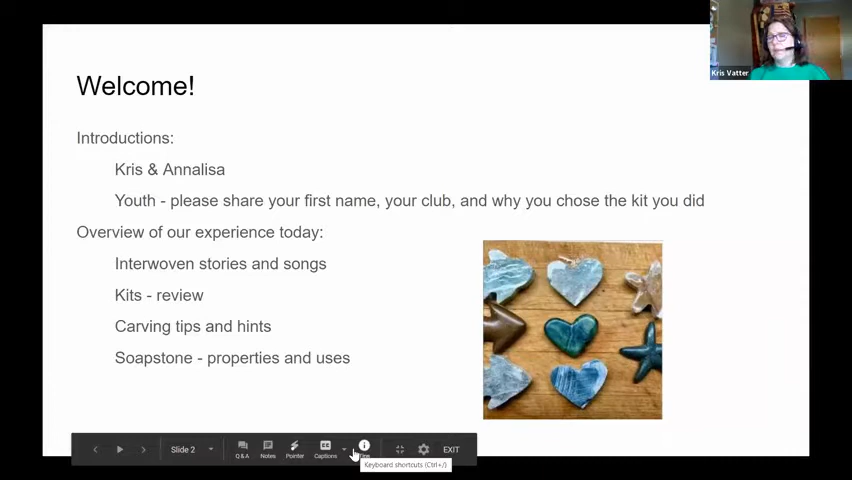 Kris Vatter
Welcome!
Introductions:
Kris & Annalisa
Youth - please share your first name, your club, and why you chose the kit you did
Overview of our experience today:
Interwoven stories and songs
Kits - review
Carving tips and hints
Soapstone - properties and uses
Slide 2
Q & A
Notes
Pointer
Captions
EXIT
Keyboard shortcuts (Ctrl+/)